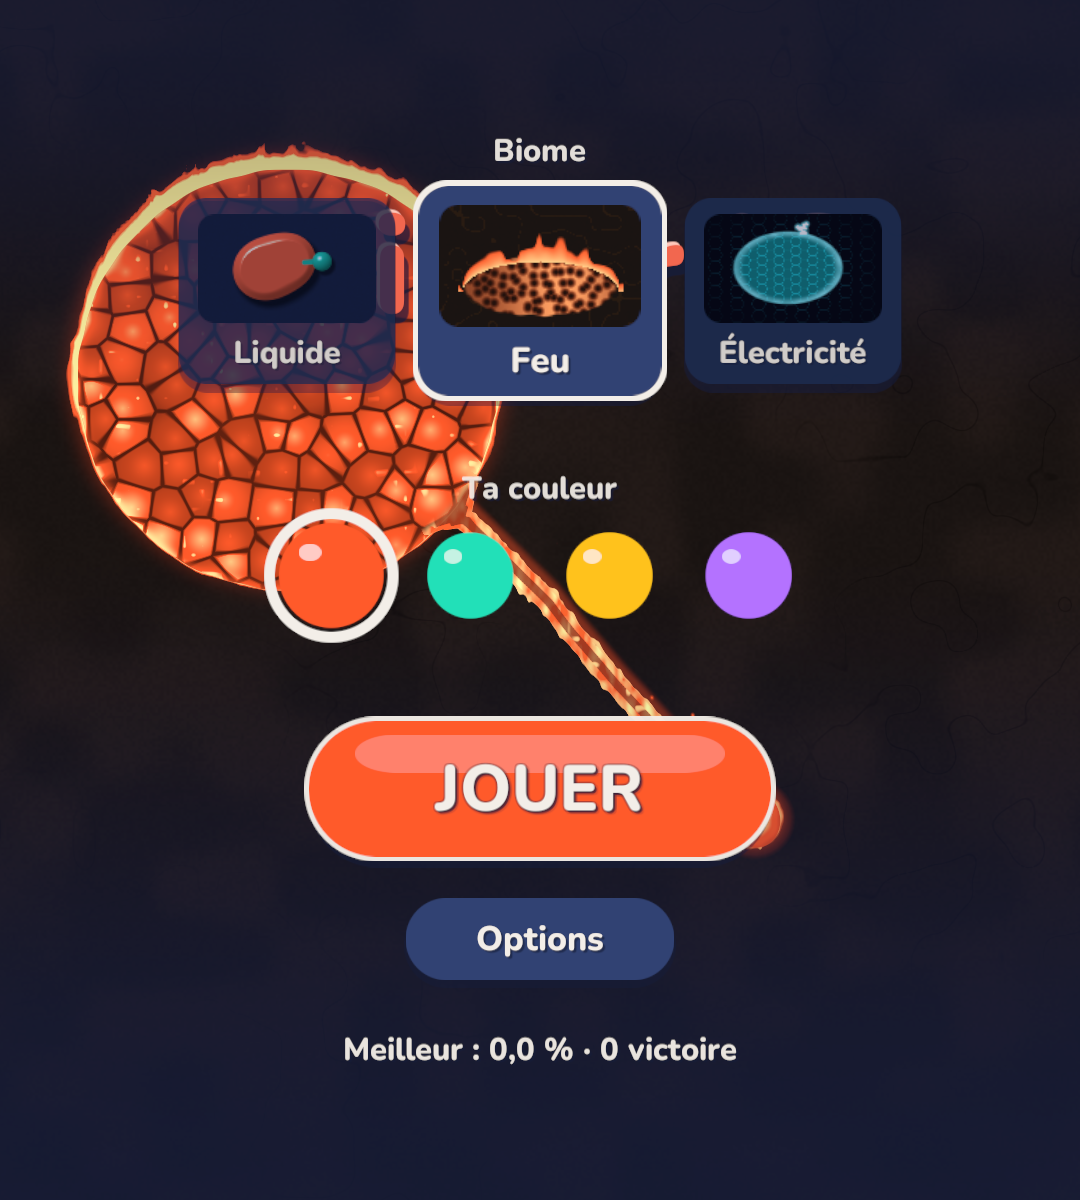 Biome
Liquide
Feu
Électricité
Ta couleur
JOUER
Options
Meilleur : 0,0 % · 0 victoire